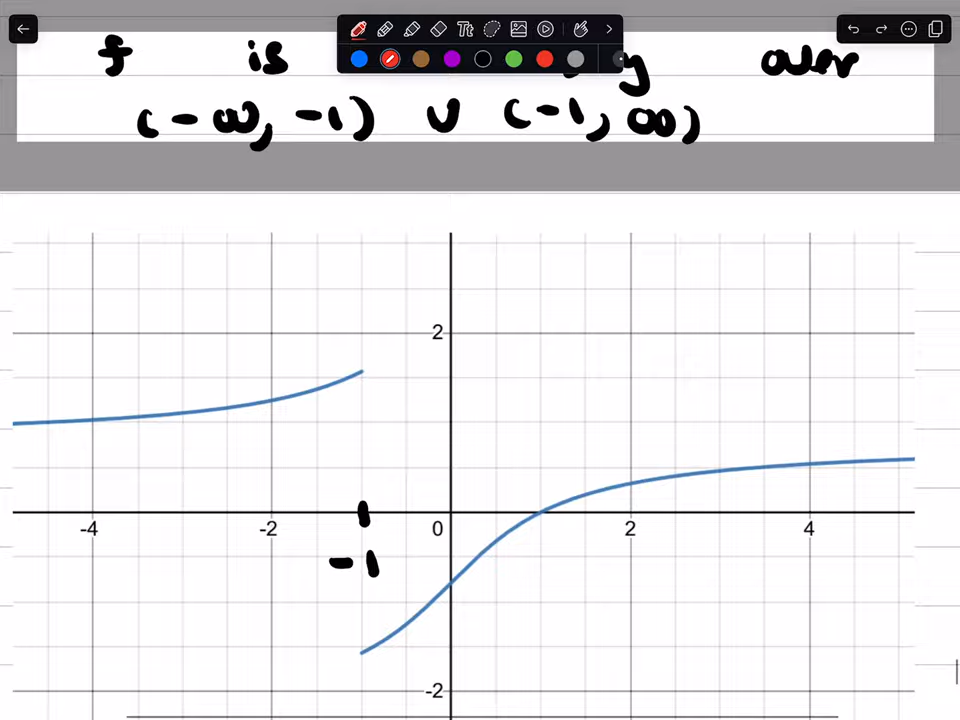 f is y over
(-∞, -1) ∪ (-1, ∞)
2
-4 -2 0 2 4
-1
-2